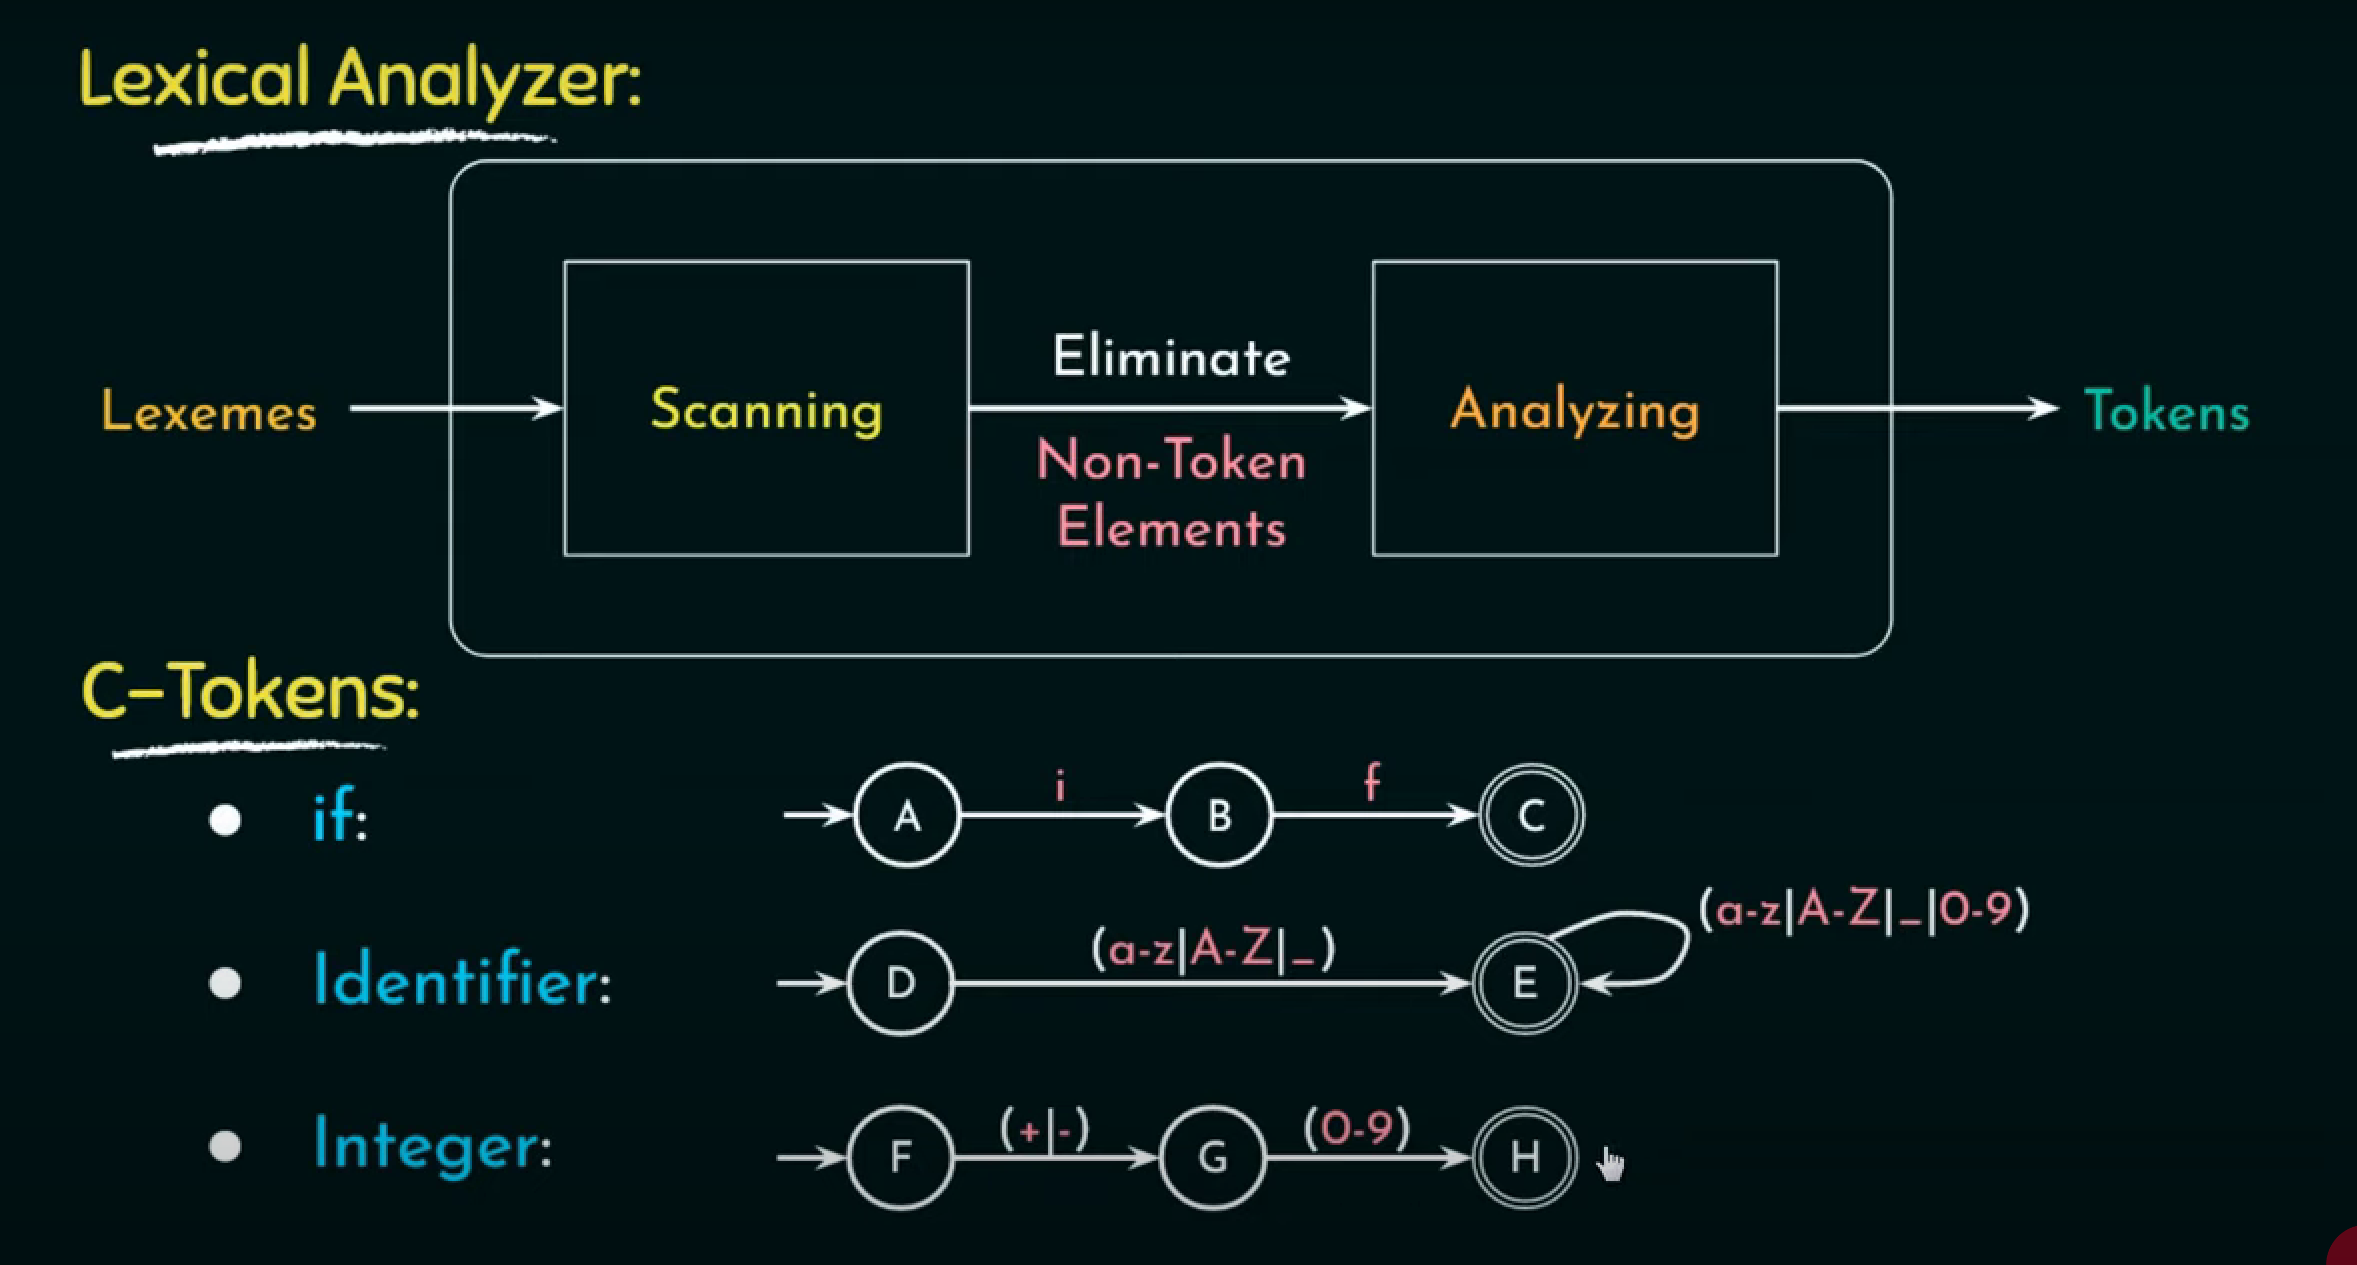 Lexical Analyzer:
Lexemes
Scanning
Eliminate
Non-Token
Elements
Analyzing
Tokens
C-Tokens:
if:
A
i
B
f
C
Identifier:
D
(a-z|A-Z|_)
E
(a-z|A-Z|_|0-9)
Integer:
F
(+|-)
G
(0-9)
H